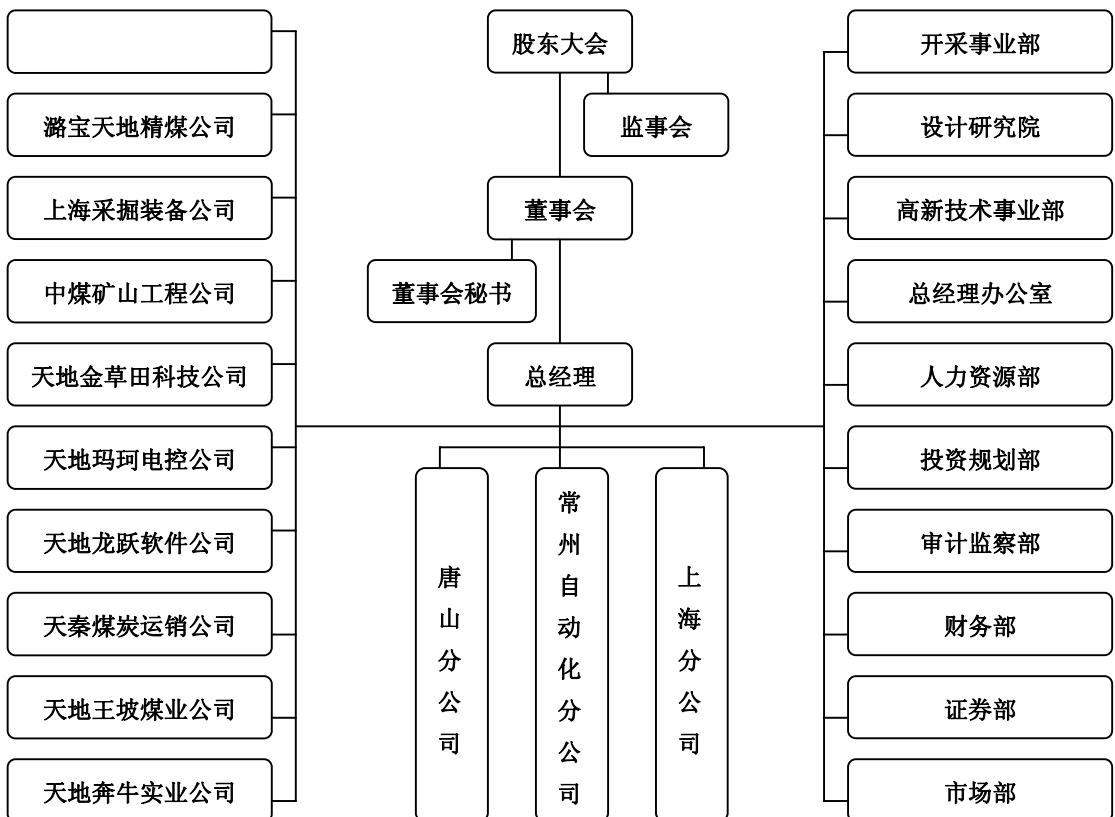 股东大会
监事会
董事会
董事会秘书
总经理
潞宝天地精煤公司
上海采掘装备公司
中煤矿山工程公司
天地金草田科技公司
天地玛珂电控公司
天地龙跃软件公司
天秦煤炭运销公司
天地王坡煤业公司
天地奔牛实业公司
唐山分公司
常州自动化分公司
上海分公司
开采事业部
设计研究院
高新技术事业部
总经理办公室
人力资源部
投资规划部
审计监察部
财务部
证券部
市场部